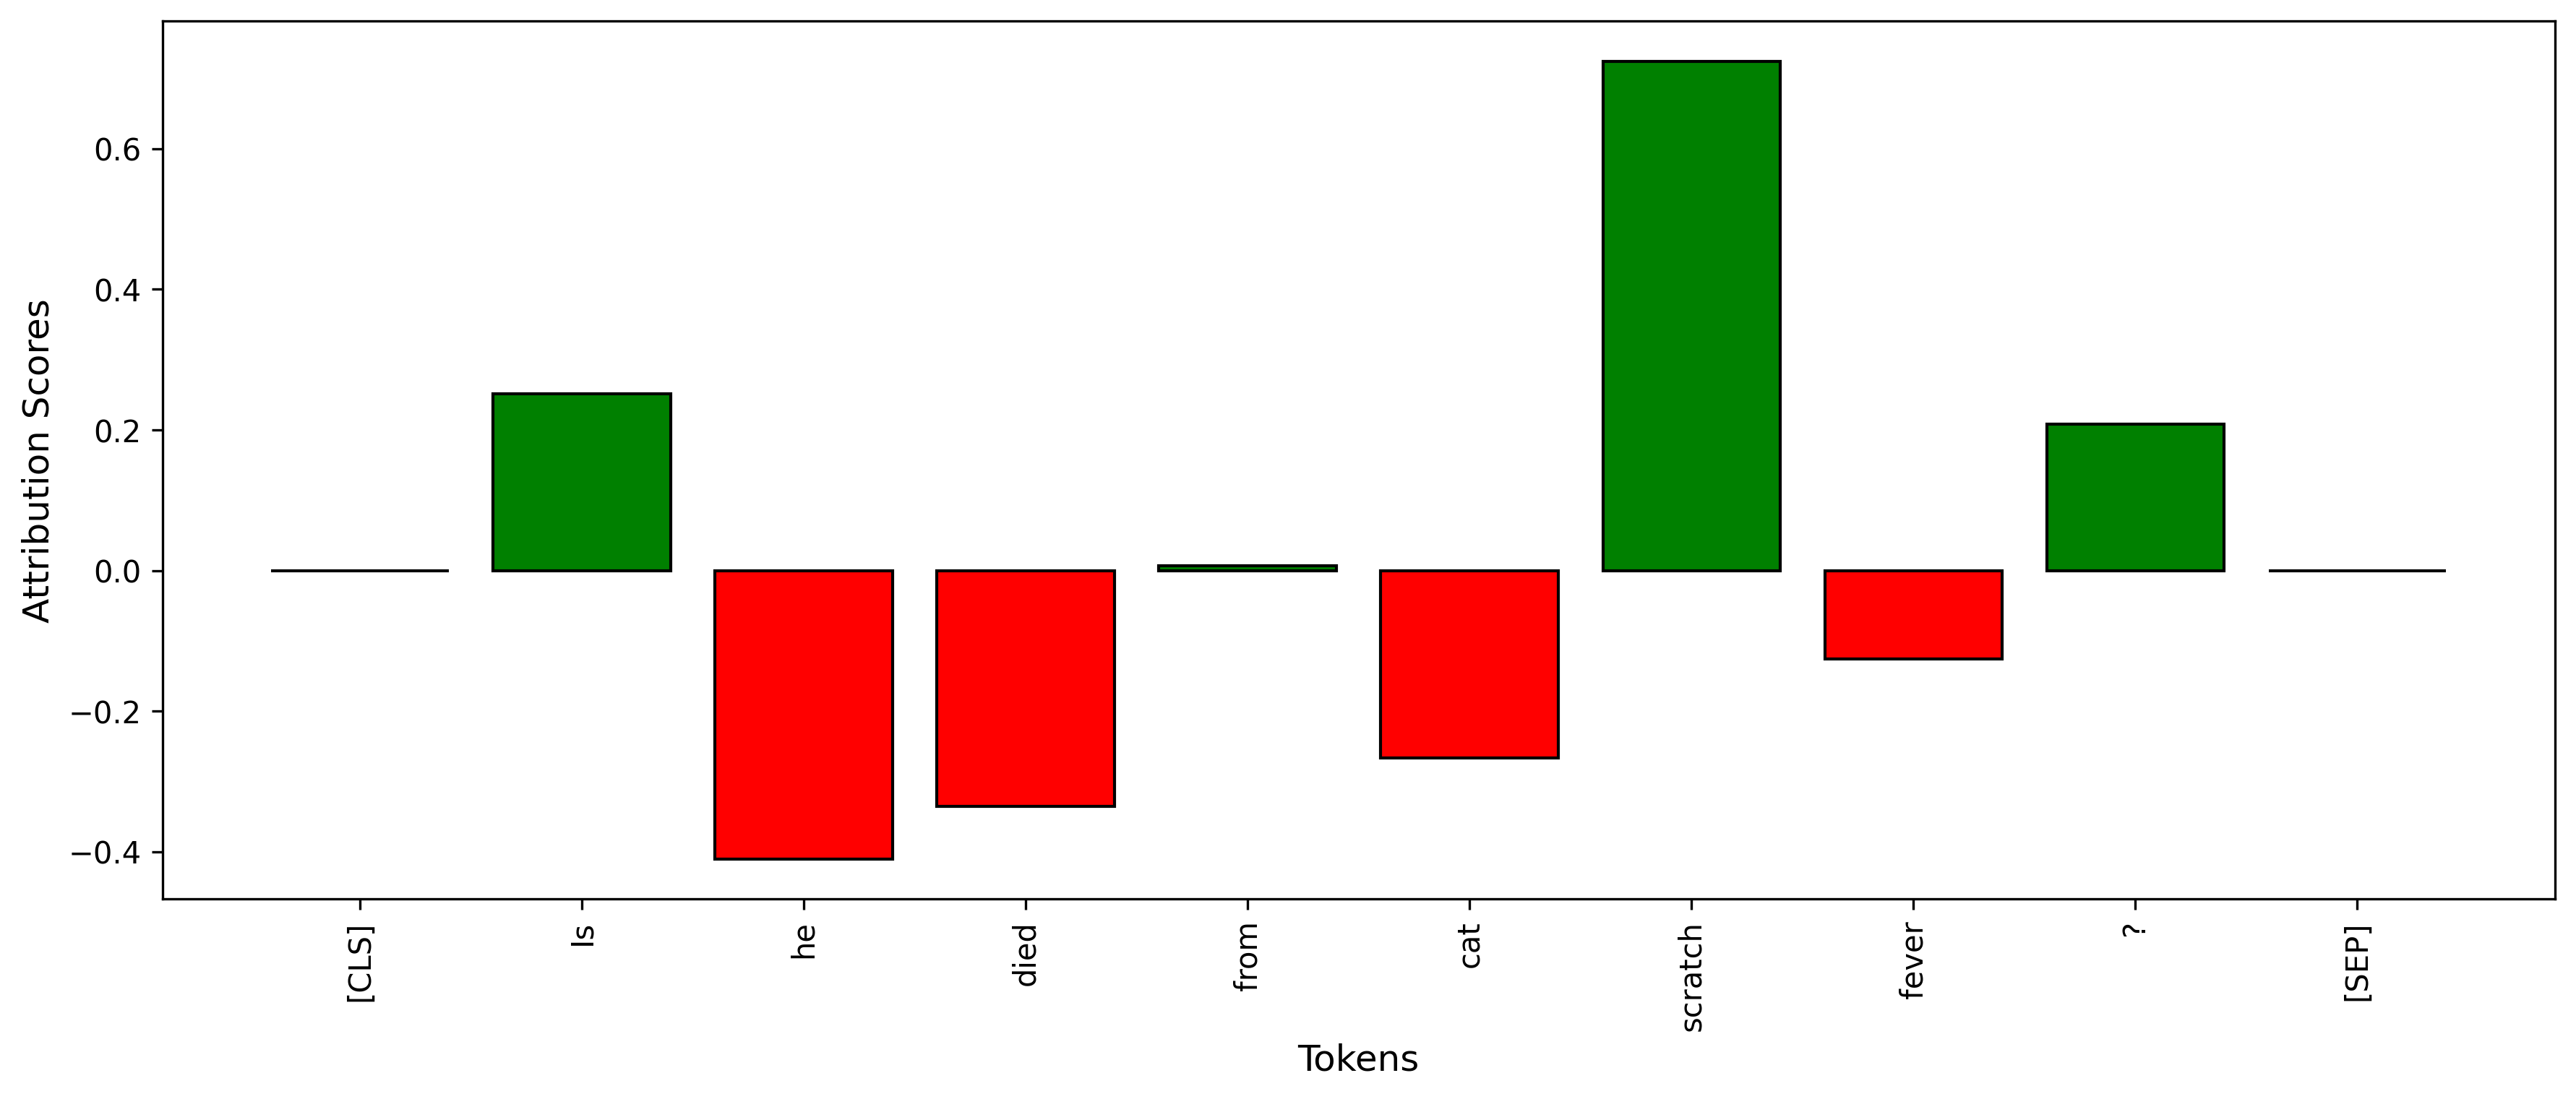 Attribution Scores
0.6
0.4
0.2
0.0
−0.2
−0.4
[CLS]
Is
he
died
from
cat
scratch
fever
?
[SEP]
Tokens